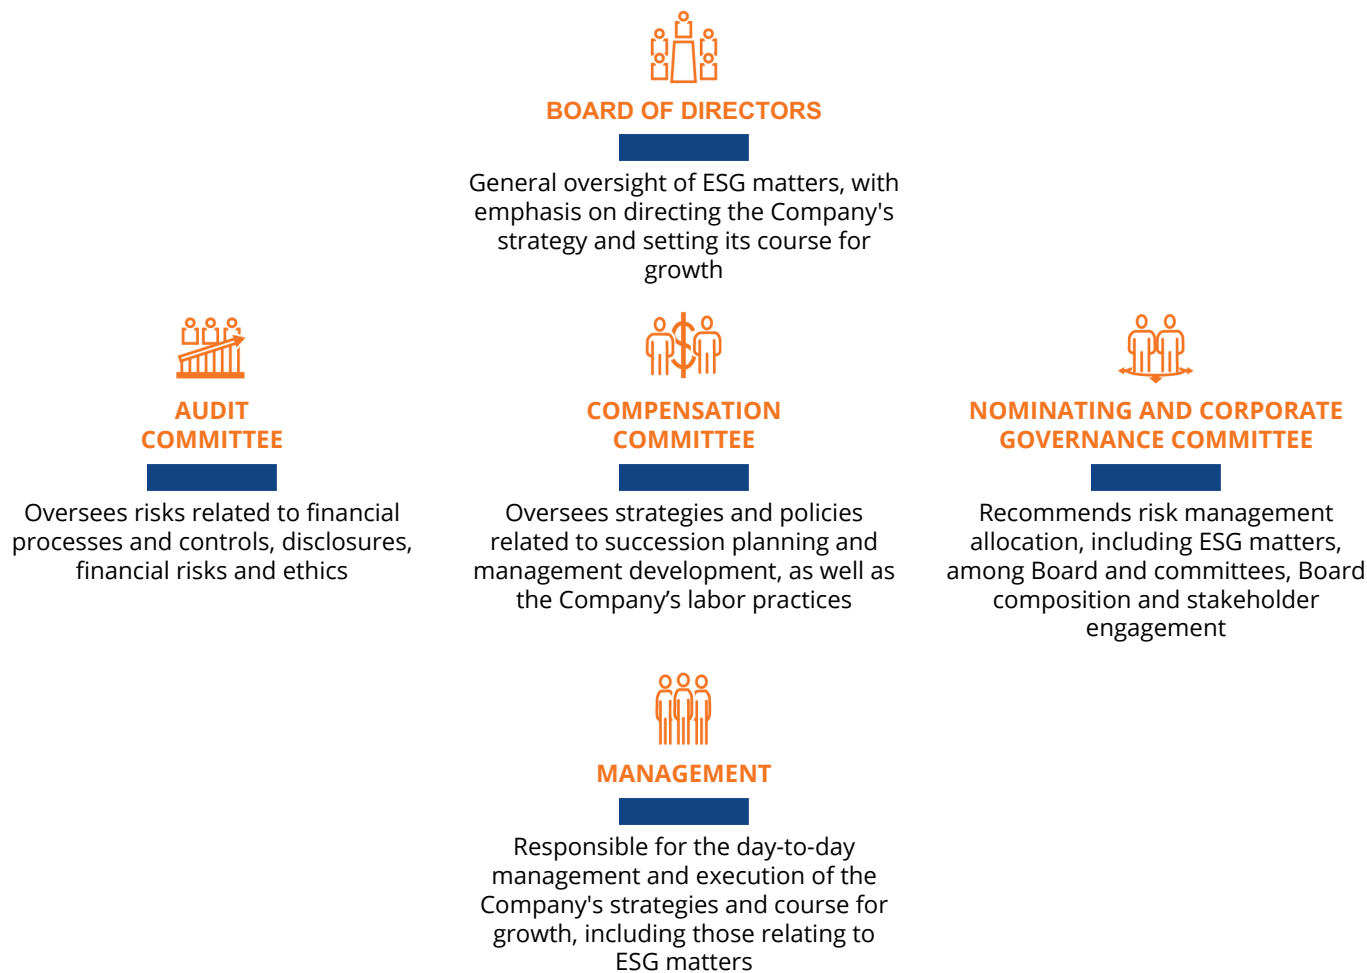 BOARD OF DIRECTORS
General oversight of ESG matters, with
emphasis on directing the Company's
strategy and setting its course for
growth
AUDIT
COMMITTEE
Oversees risks related to financial
processes and controls, disclosures,
financial risks and ethics
COMPENSATION
COMMITTEE
Oversees strategies and policies
related to succession planning and
management development, as well as
the Company’s labor practices
NOMINATING AND CORPORATE
GOVERNANCE COMMITTEE
Recommends risk management
allocation, including ESG matters,
among Board and committees, Board
composition and stakeholder
engagement
MANAGEMENT
Responsible for the day-to-day
management and execution of the
Company's strategies and course for
growth, including those relating to
ESG matters